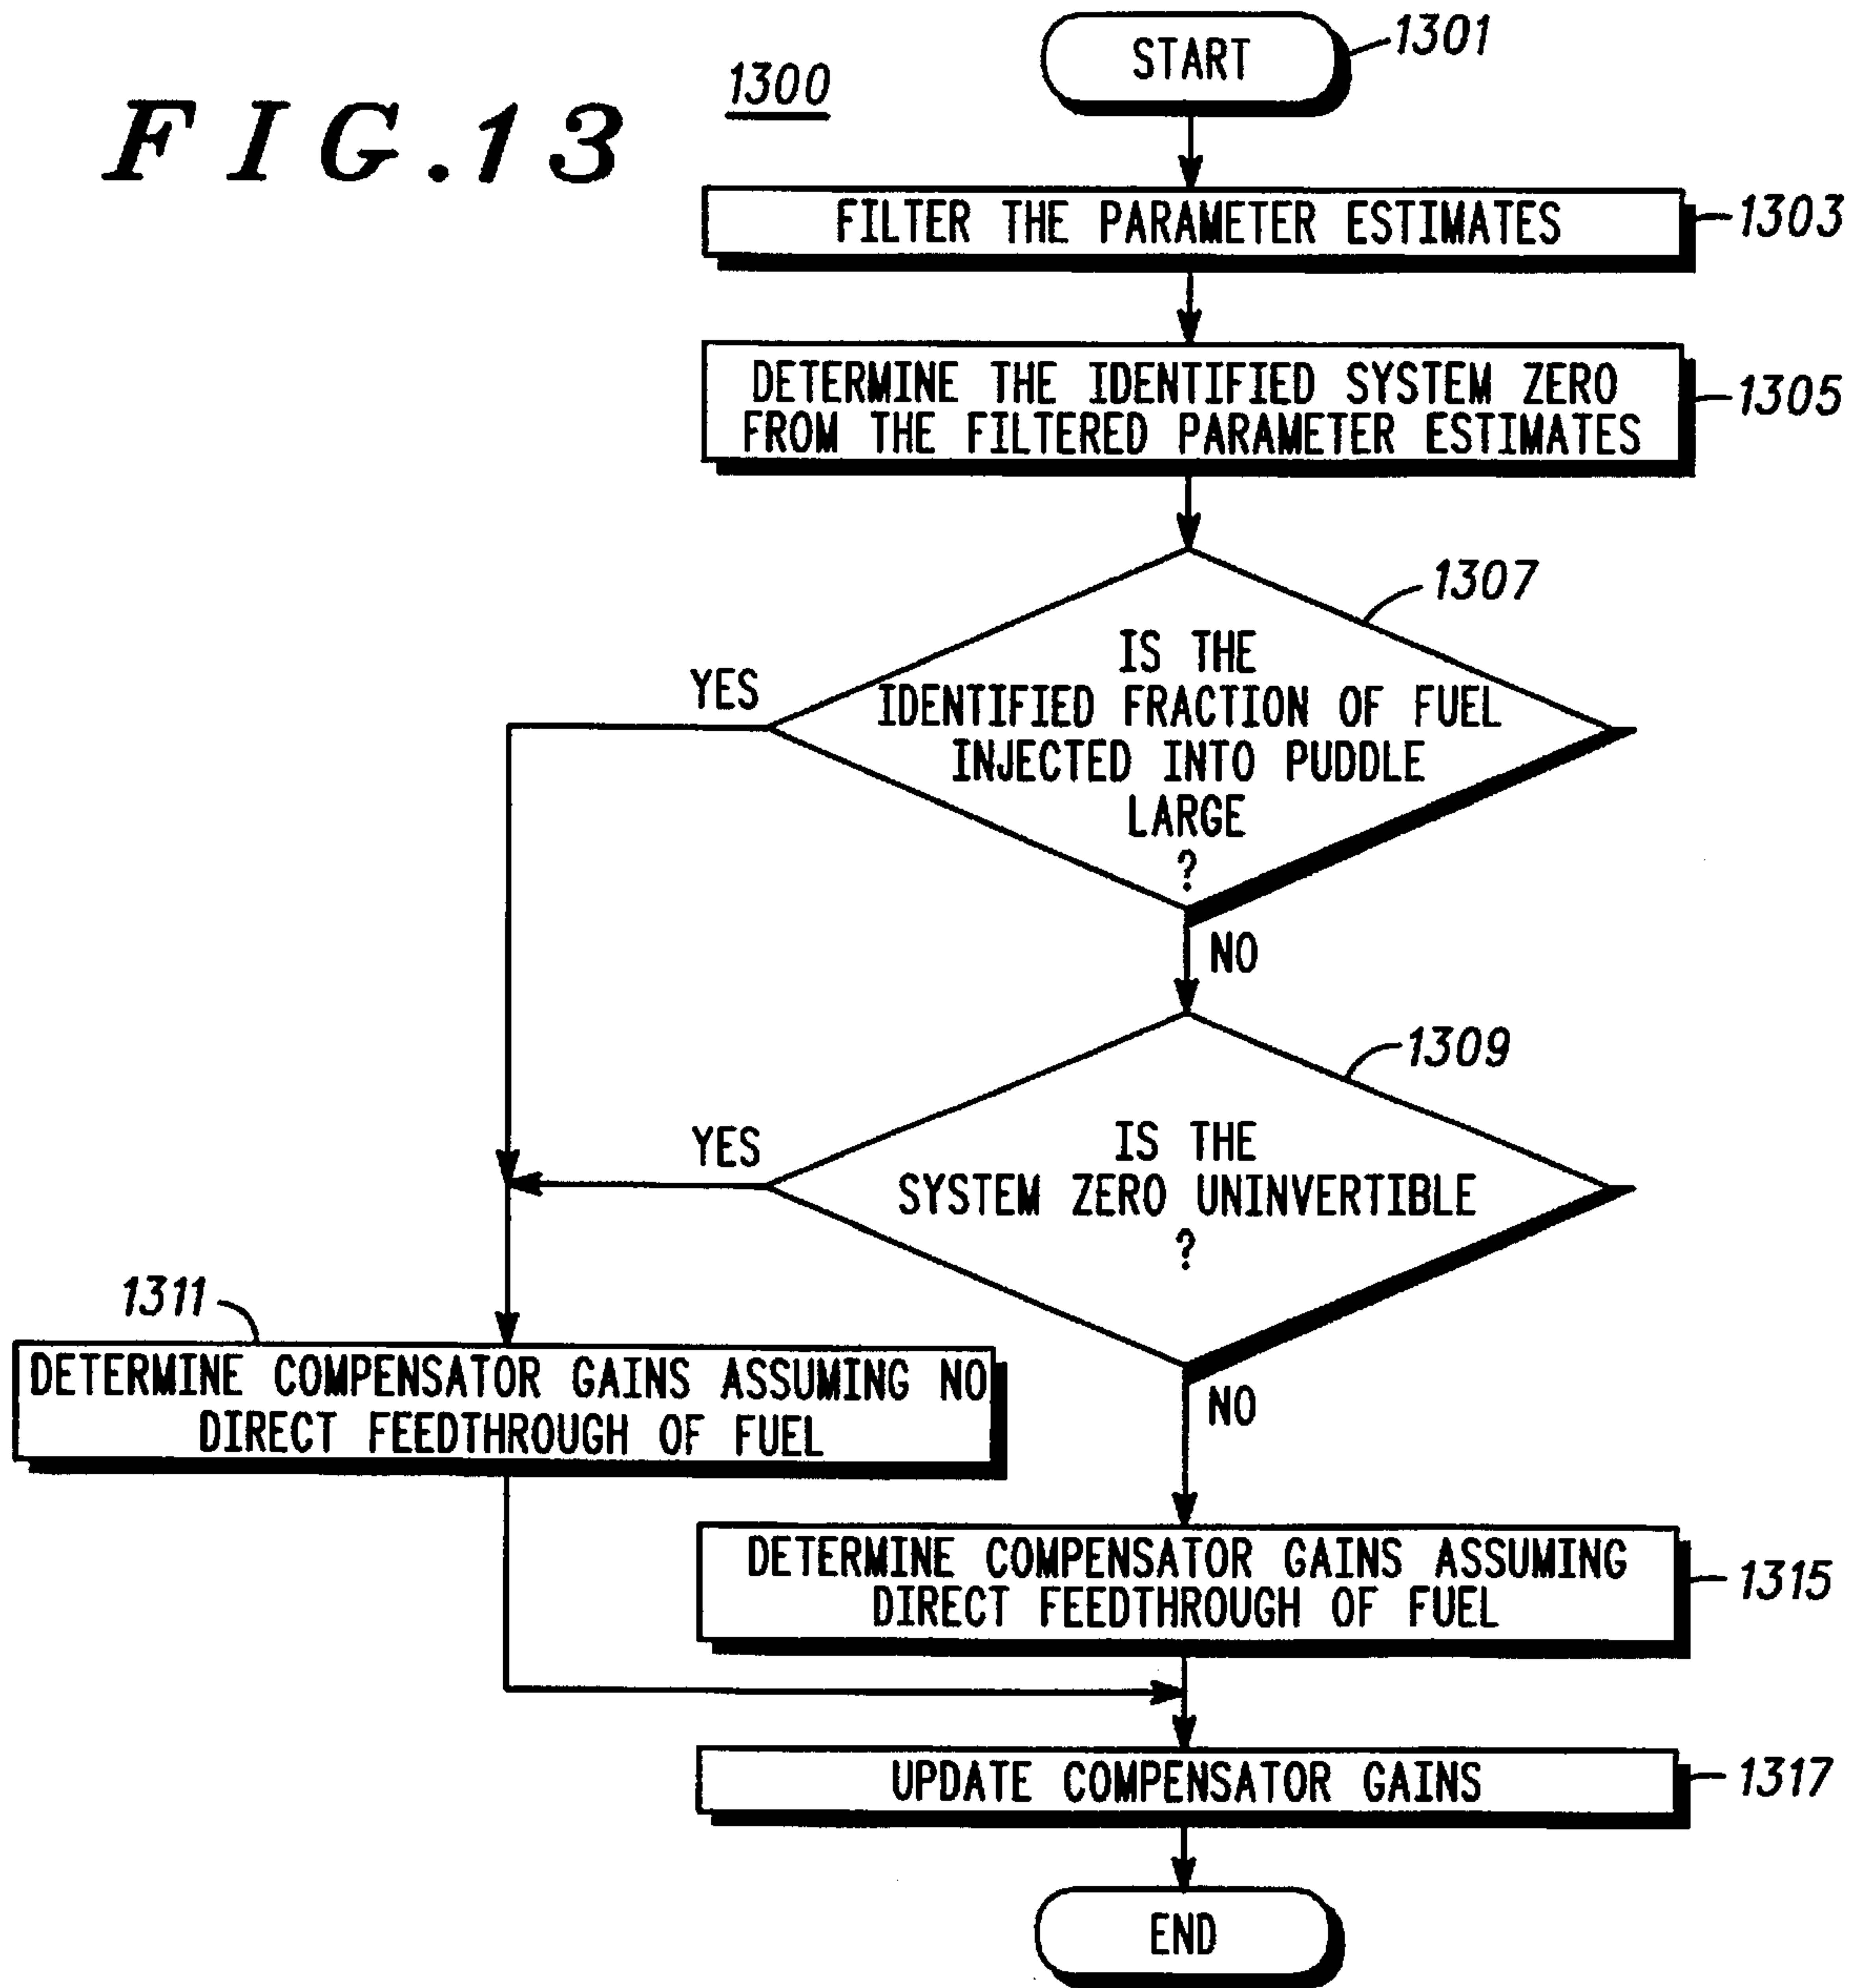 FIG.13
1300
START
1301
FILTER THE PARAMETER ESTIMATES
1303
DETERMINE THE IDENTIFIED SYSTEM ZERO
FROM THE FILTERED PARAMETER ESTIMATES
1305
1307
IS THE
IDENTIFIED FRACTION OF FUEL
INJECTED INTO PUDDLE
LARGE
?
YES
NO
1309
IS THE
SYSTEM ZERO UNINVERTIBLE
?
YES
NO
1311
DETERMINE COMPENSATOR GAINS ASSUMING NO
DIRECT FEEDTHROUGH OF FUEL
DETERMINE COMPENSATOR GAINS ASSUMING
DIRECT FEEDTHROUGH OF FUEL
1315
UPDATE COMPENSATOR GAINS
1317
END